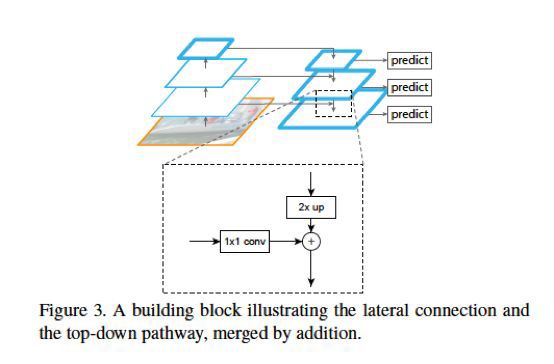 predict
predict
predict
2x up
1x1 conv
+
Figure 3. A building block illustrating the lateral connection and
the top-down pathway, merged by addition.